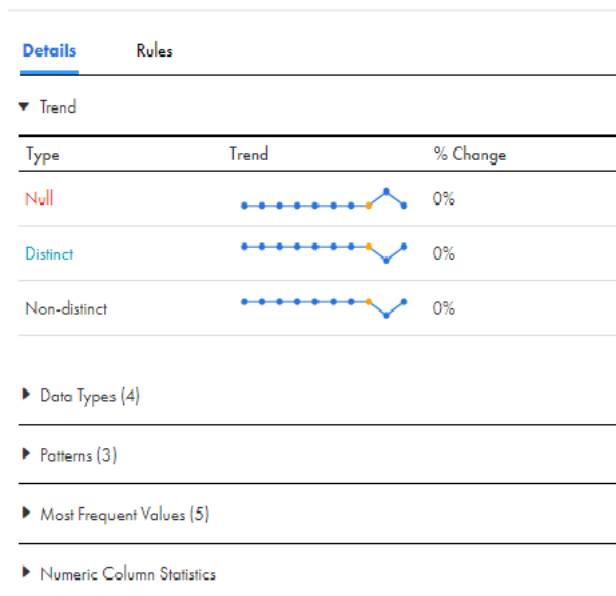 Details Rules
Trend
Type Trend % Change
Null 0%
Distinct 0%
Non-distinct 0%
Data Types (4)
Patterns (3)
Most Frequent Values (5)
Numeric Column Statistics